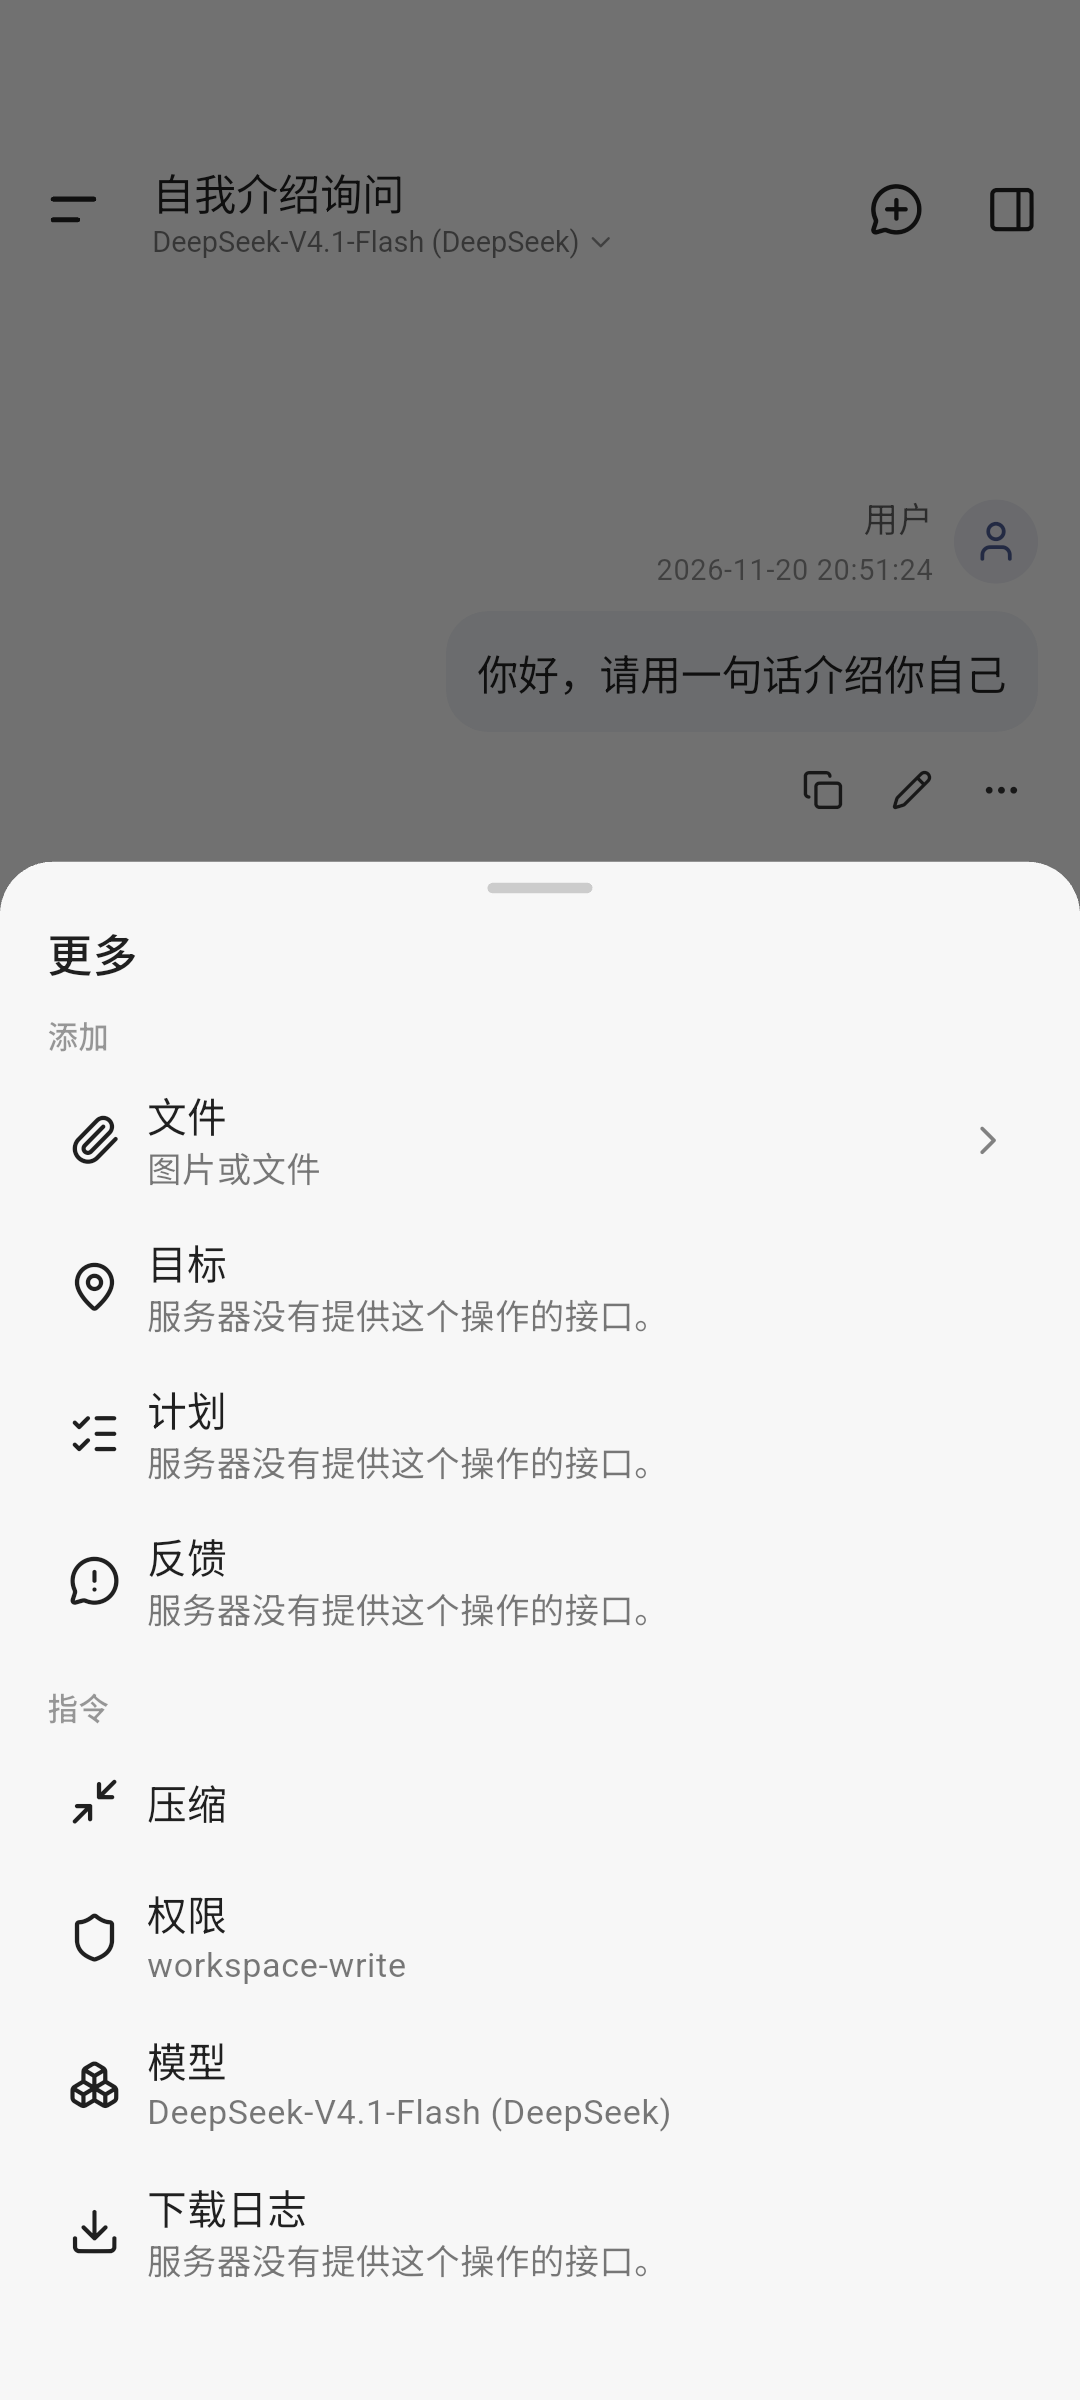 自我介绍询问
DeepSeek-V4.1-Flash (DeepSeek)
用户
2026-11-20 20:51:24
你好，请用一句话介绍你自己
更多
添加
文件
图片或文件
目标
服务器没有提供这个操作的接口。
计划
服务器没有提供这个操作的接口。
反馈
服务器没有提供这个操作的接口。
指令
压缩
权限
workspace-write
模型
DeepSeek-V4.1-Flash (DeepSeek)
下载日志
服务器没有提供这个操作的接口。